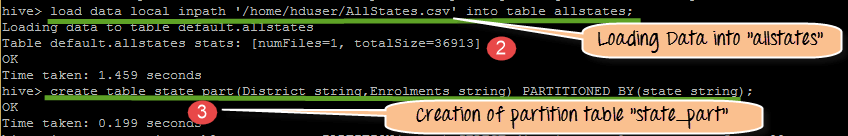 hive> load data local inpath '/home/hduser/AllStates.csv' into table allstates;
Loading data to table default.allstates
Table default.allstates stats: [numFiles=1, totalSize=36913]
2
Loading Data into "allstates"
OK
Time taken: 1.459 seconds
hive> create table state_part(District string,Enrolments string) PARTITIONED BY(state string);
OK
3
Creation of partition table "state_part"
Time taken: 0.199 seconds